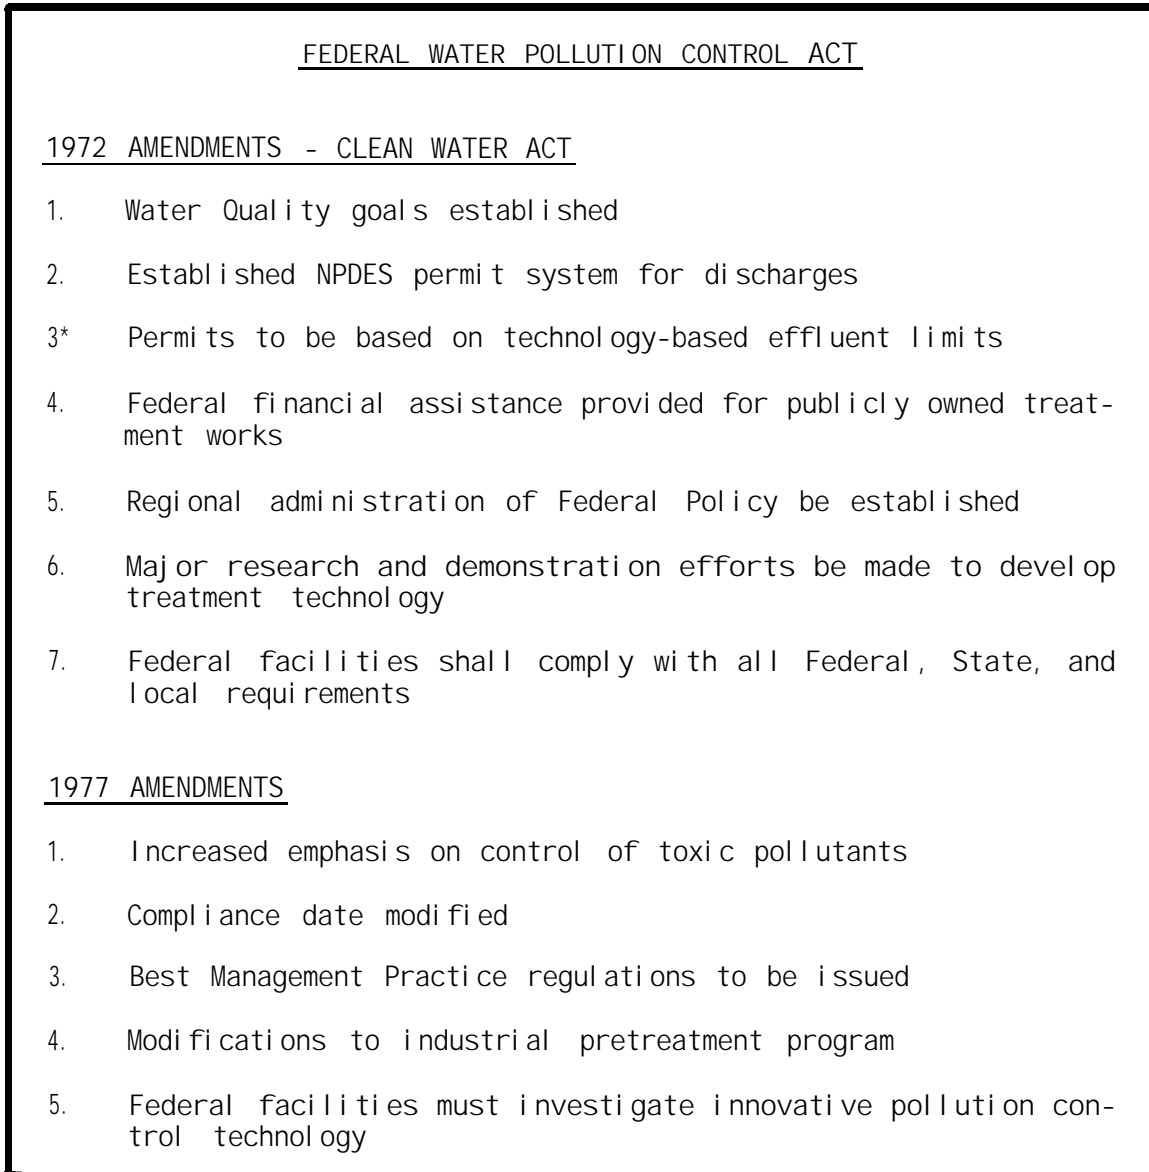 FEDERAL WATER POLLUTION CONTROL ACT
1972 AMENDMENTS - CLEAN WATER ACT
1. Water Quality goals established
2. Established NPDES permit system for discharges
3* Permits to be based on technology-based effluent limits
4. Federal financial assistance provided for publicly owned treat-
ment works
5. Regional administration of Federal Policy be established
6. Major research and demonstration efforts be made to develop
treatment technology
7. Federal facilities shall comply with all Federal, State, and
local requirements
1977 AMENDMENTS
1. Increased emphasis on control of toxic pollutants
2. Compliance date modified
3. Best Management Practice regulations to be issued
4. Modifications to industrial pretreatment program
5. Federal facilities must investigate innovative pollution con-
trol technology